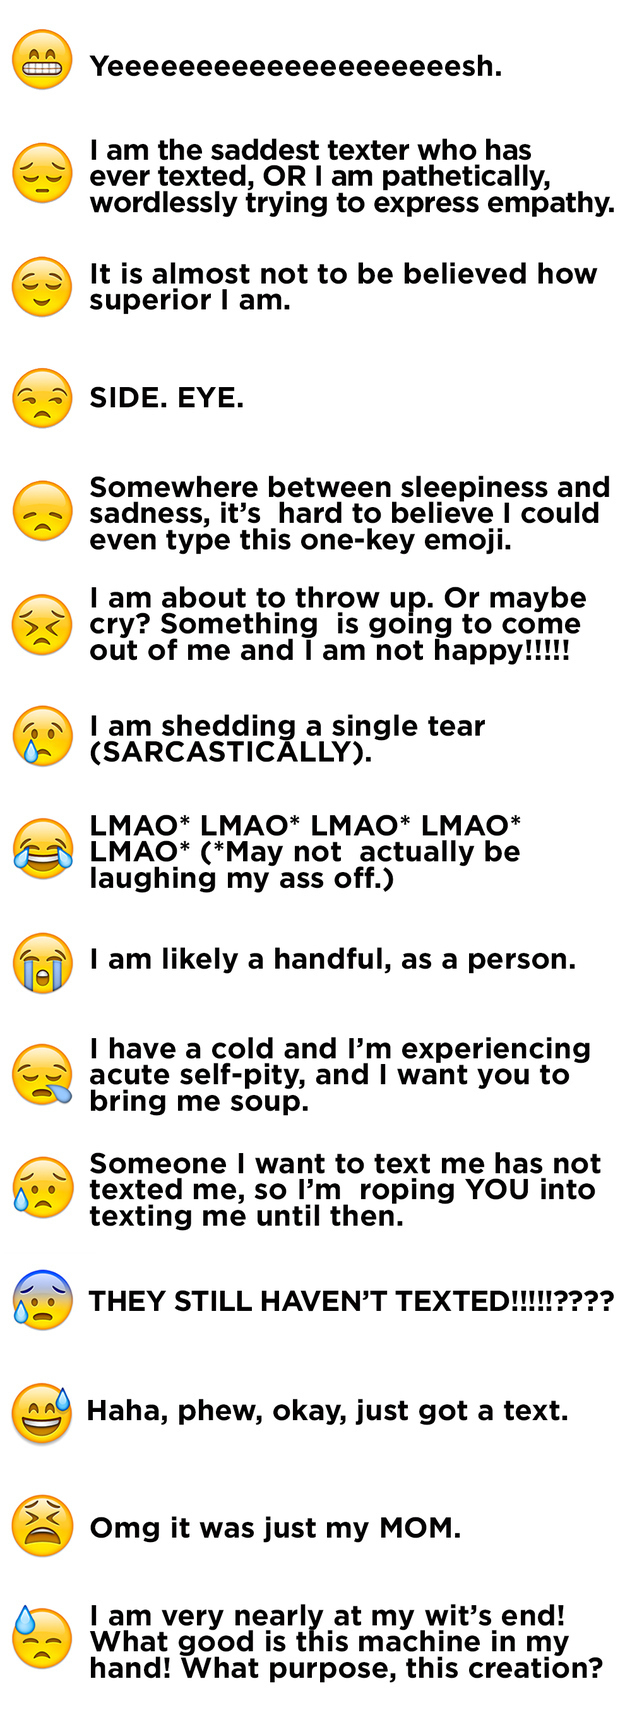 Yeeeeeeeeeeeeeeeeeeeesh.
I am the saddest texter who has
ever texted, OR I am pathetically,
wordlessly trying to express empathy.
It is almost not to be believed how
superior I am.
SIDE. EYE.
Somewhere between sleepiness and
sadness, it’s  hard to believe I could
even type this one-key emoji.
I am about to throw up. Or maybe
cry? Something  is going to come
out of me and I am not happy!!!!!
I am shedding a single tear
(SARCASTICALLY).
LMAO* LMAO* LMAO* LMAO*
LMAO* (*May not  actually be
laughing my ass off.)
I am likely a handful, as a person.
I have a cold and I’m experiencing
acute self-pity, and I want you to
bring me soup.
Someone I want to text me has not
texted me, so I’m  roping YOU into
texting me until then.
THEY STILL HAVEN’T TEXTED!!!!!????
Haha, phew, okay, just got a text.
Omg it was just my MOM.
I am very nearly at my wit’s end!
What good is this machine in my
hand! What purpose, this creation?